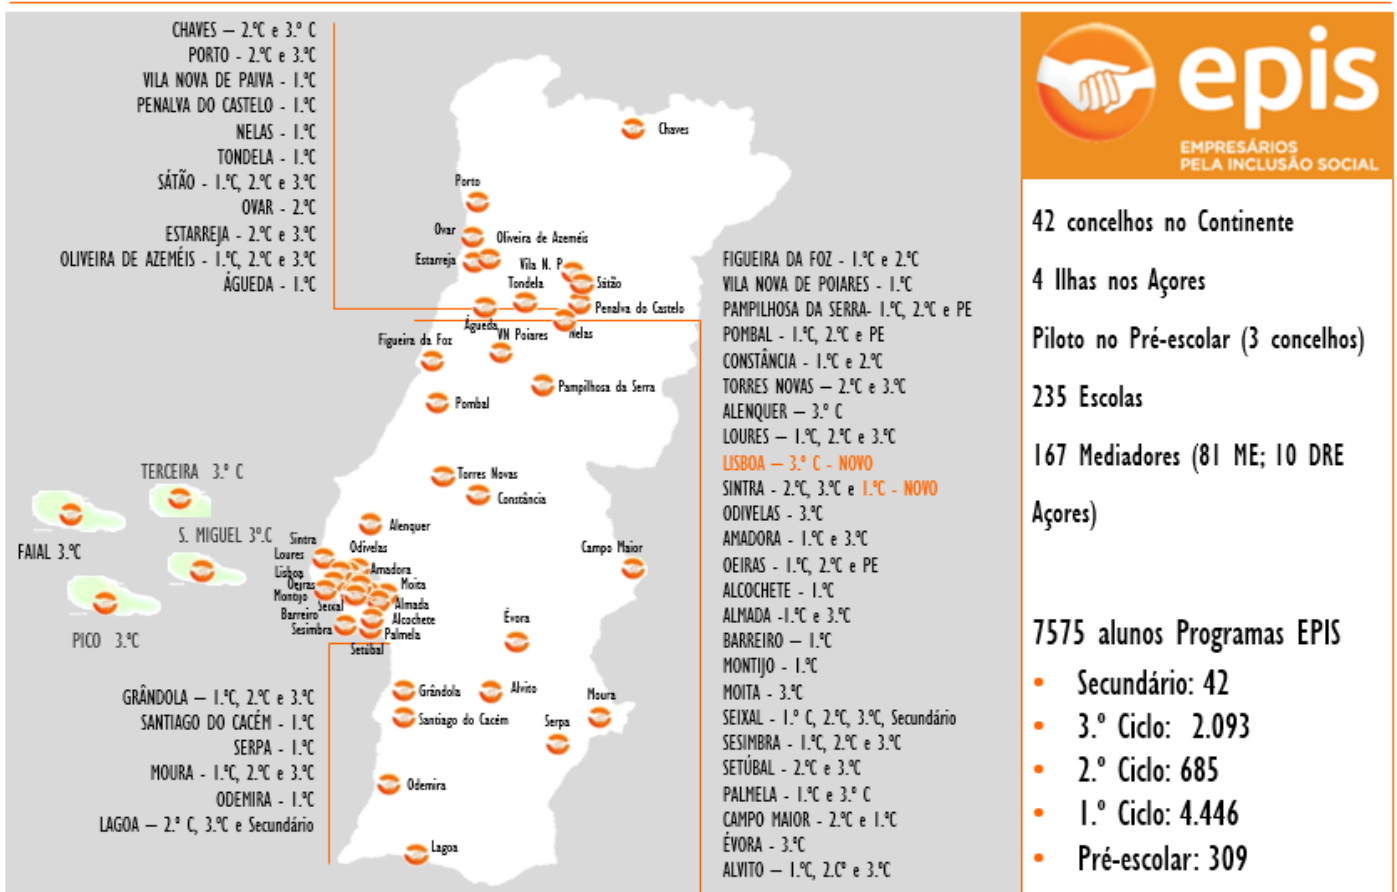 CHAVES – 2.ºC e 3.º C
PORTO - 2.ºC e 3.ºC
VILA NOVA DE PAIVA - 1.ºC
PENALVA DO CASTELO - 1.ºC
NELAS - 1.ºC
TONDELA - 1.ºC
SÁTÃO - 1.ºC, 2.ºC e 3.ºC
OVAR - 2.ºC
ESTARREJA - 2.ºC e 3.ºC
OLIVEIRA DE AZEMÉIS - 1.ºC, 2.ºC e 3.ºC
ÁGUEDA - 1.ºC
Chaves
Porto
Ovar
Oliveira de Azeméis
Estarreja
Vila N. P
Tondela
Sátão
Penalva do Castelo
Águeda
Nelas
VN Poiares
Figueira da Foz
Pampilhosa da Serra
Pombal
Torres Novas
Constância
Alenquer
Campo Maior
Sintra
Odivelas
Loures
Amadora
Lisboa
Oeiras
Moita
Montijo
Seixal
Almada
Barreiro
Alcochete
Sesimbra
Palmela
Setúbal
Évora
Grândola
Alvito
Moura
Santiago do Cacém
Serpa
Odemira
Lagoa
TERCEIRA 3.º C
S. MIGUEL 3º.C
FAIAL 3.ºC
PICO 3.ºC
GRÂNDOLA – 1.ºC, 2.ºC e 3.ºC
SANTIAGO DO CACÉM - 1.ºC
SERPA - 1.ºC
MOURA - 1.ºC, 2.ºC e 3.ºC
ODEMIRA - 1.ºC
LAGOA – 2.º C, 3.ºC e Secundário
FIGUEIRA DA FOZ - 1.ºC e 2.ºC
VILA NOVA DE POIARES - 1.ºC
PAMPILHOSA DA SERRA- 1.ºC, 2.ºC e PE
POMBAL - 1.ºC, 2.ºC e PE
CONSTÂNCIA - 1.ºC e 2.ºC
TORRES NOVAS – 2.ºC e 3.ºC
ALENQUER – 3.º C
LOURES – 1.ºC, 2.ºC e 3.ºC
LISBOA – 3.º C - NOVO
SINTRA - 2.ºC, 3.ºC e 1.ºC - NOVO
ODIVELAS - 3.ºC
AMADORA - 1.ºC e 3.ºC
OEIRAS - 1.ºC, 2.ºC e PE
ALCOCHETE - 1.ºC
ALMADA -1.ºC e 3.ºC
BARREIRO – 1.ºC
MONTIJO - 1.ºC
MOITA - 3.ºC
SEIXAL - 1.º C, 2.ºC, 3.ºC, Secundário
SESIMBRA - 1.ºC, 2.ºC e 3.ºC
SETÚBAL - 2.ºC e 3.ºC
PALMELA - 1.ºC e 3.º C
CAMPO MAIOR - 2.ºC e 1.ºC
ÉVORA - 3.ºC
ALVITO – 1.ºC, 2.Cº e 3.ºC
epis
EMPRESÁRIOS
PELA INCLUSÃO SOCIAL
42 concelhos no Continente
4 Ilhas nos Açores
Piloto no Pré-escolar (3 concelhos)
235 Escolas
167 Mediadores (81 ME; 10 DRE
Açores)
7575 alunos Programas EPIS
• Secundário: 42
• 3.º Ciclo: 2.093
• 2.º Ciclo: 685
• 1.º Ciclo: 4.446
• Pré-escolar: 309